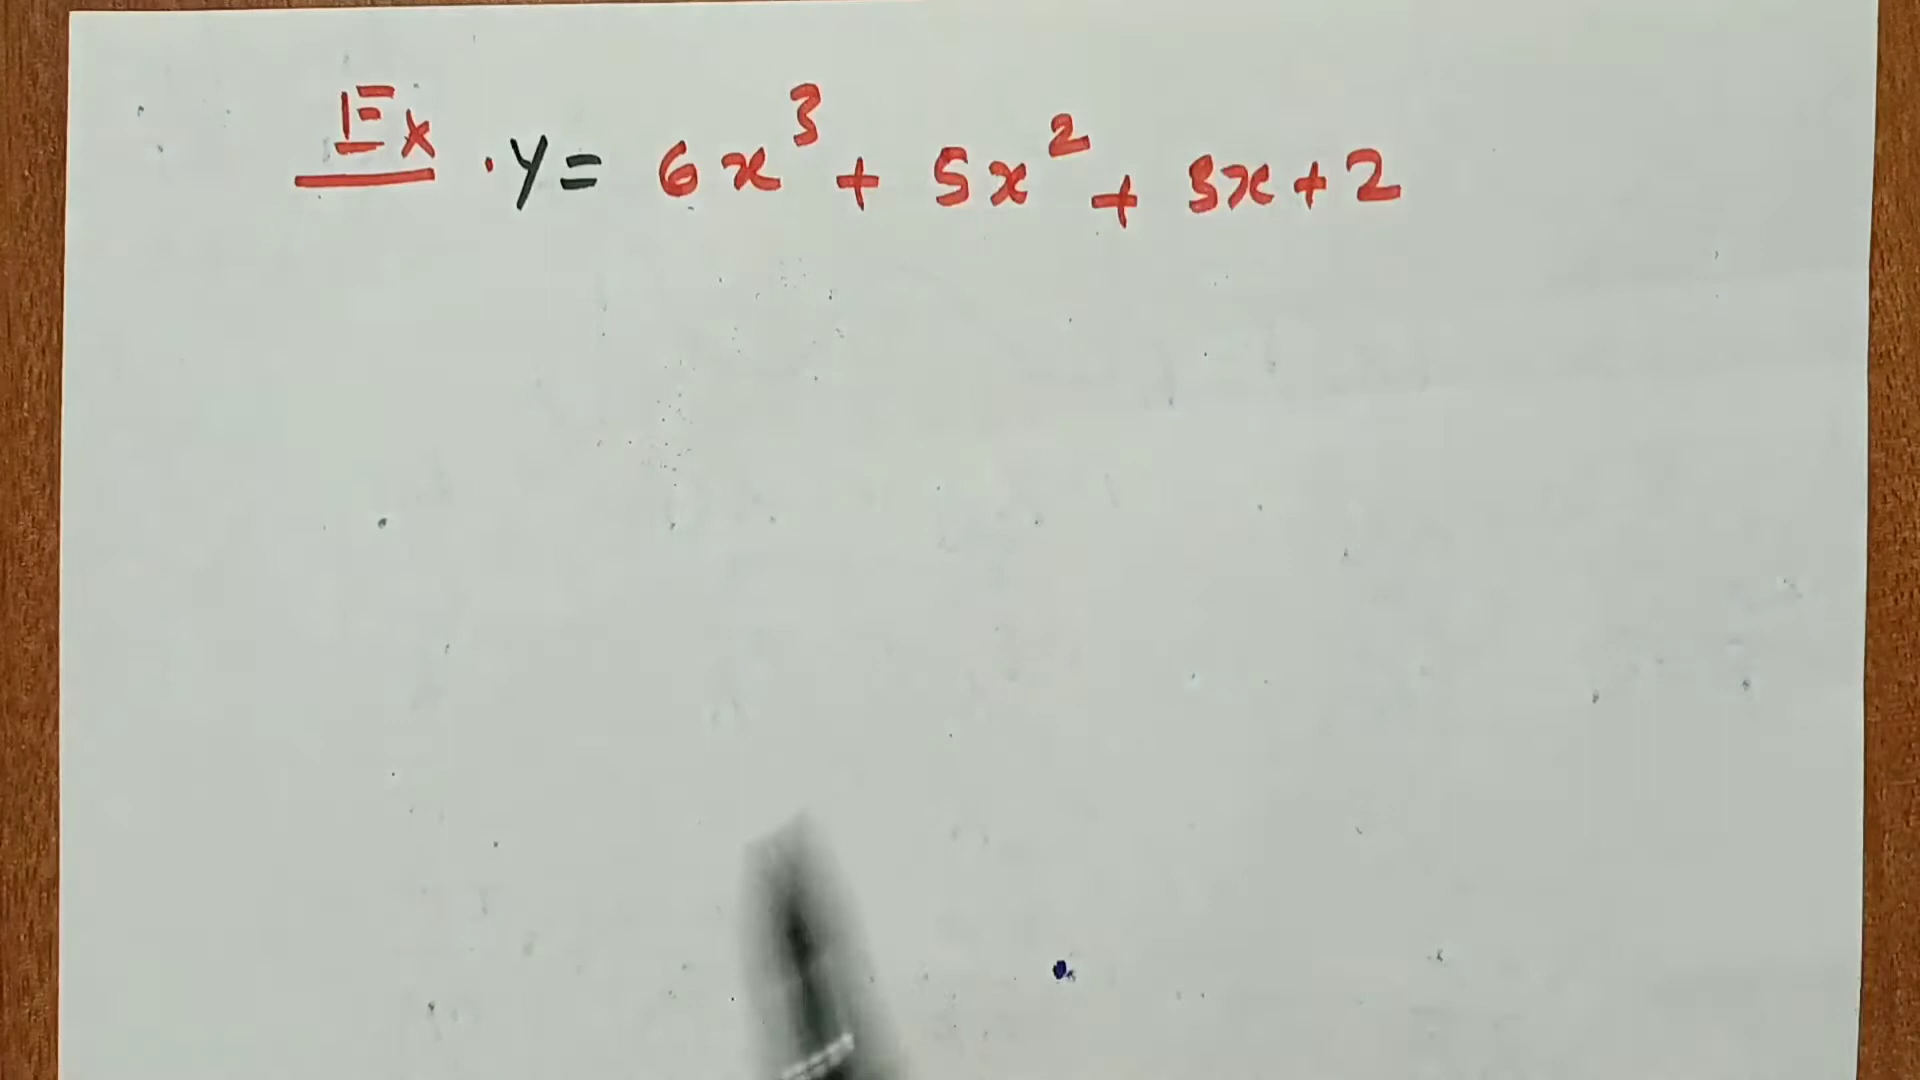 Ex . y = 6x³ + 5x² + 3x + 2